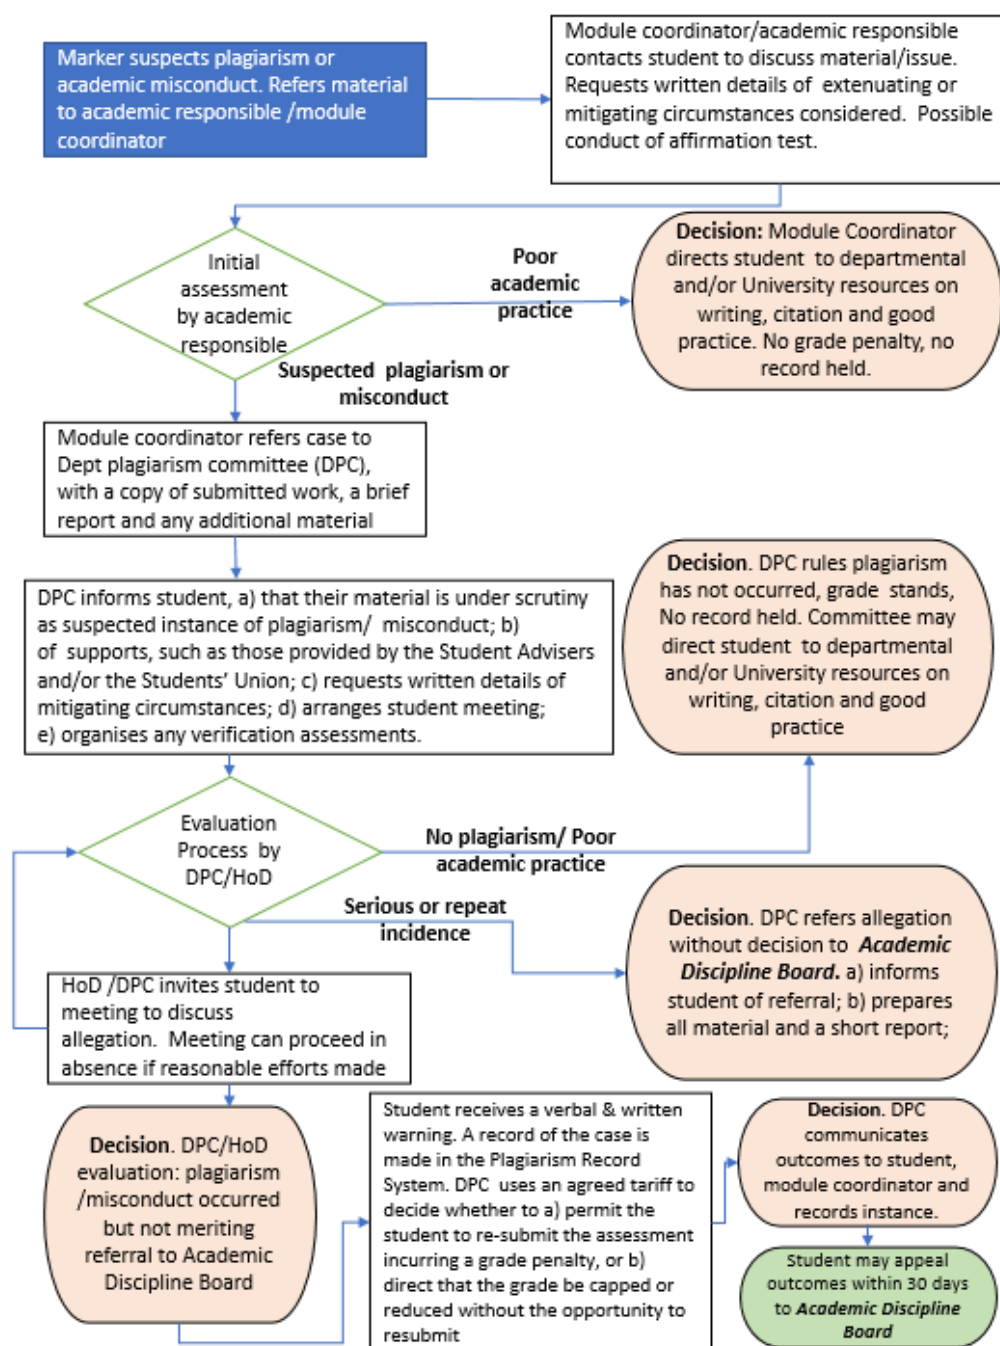 Marker suspects plagiarism or
academic misconduct. Refers material
to academic responsible /module
coordinator
Module coordinator/academic responsible
contacts student to discuss material/issue.
Requests written details of extenuating or
mitigating circumstances considered. Possible
conduct of affirmation test.
Initial
assessment
by academic
responsible
Poor
academic
practice
Decision: Module Coordinator
directs student to departmental
and/or University resources on
writing, citation and good
practice. No grade penalty, no
record held.
Suspected plagiarism or
misconduct
Module coordinator refers case to
Dept plagiarism committee (DPC),
with a copy of submitted work, a brief
report and any additional material
DPC informs student, a) that their material is under scrutiny
as suspected instance of plagiarism/ misconduct; b)
of supports, such as those provided by the Student Advisers
and/or the Students' Union; c) requests written details of
mitigating circumstances; d) arranges student meeting;
e) organises any verification assessments.
Decision. DPC rules plagiarism
has not occurred, grade stands,
No record held. Committee may
direct student to departmental
and/or University resources on
writing, citation and good
practice
Evaluation
Process by
DPC/HoD
No plagiarism/ Poor
academic practice
Serious or repeat
incidence
Decision. DPC refers allegation
without decision to Academic
Discipline Board. a) informs
student of referral; b) prepares
all material and a short report;
HoD /DPC invites student to
meeting to discuss
allegation. Meeting can proceed in
absence if reasonable efforts made
Decision. DPC/HoD
evaluation: plagiarism
/misconduct occurred
but not meriting
referral to Academic
Discipline Board
Student receives a verbal & written
warning. A record of the case is
made in the Plagiarism Record
System. DPC uses an agreed tariff to
decide whether to a) permit the
student to re-submit the assessment
incurring a grade penalty, or b)
direct that the grade be capped or
reduced without the opportunity to
resubmit
Decision. DPC
communicates
outcomes to student,
module coordinator and
records instance.
Student may appeal
outcomes within 30 days
to Academic Discipline
Board